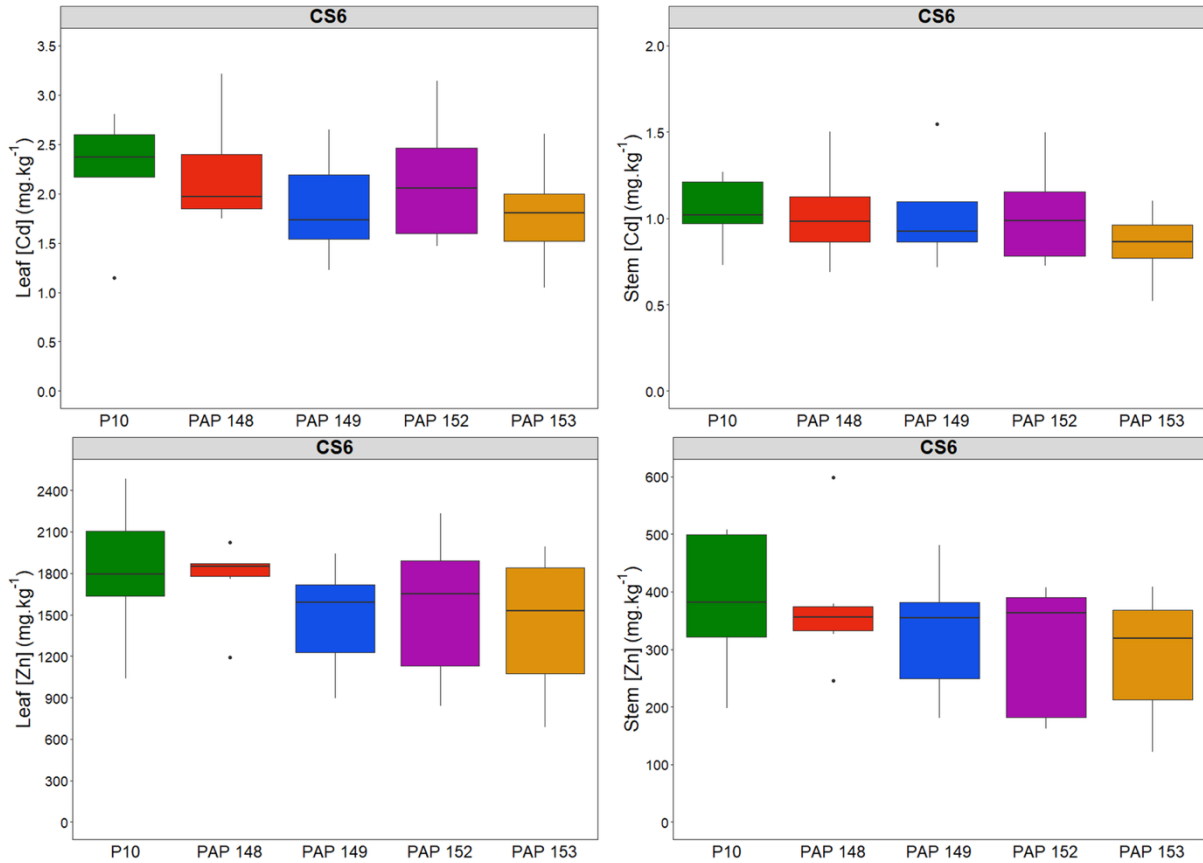 CS6
3.5
3.0
2.5
2.0
1.5
1.0
0.5
0.0
Leaf [Cd] (mg.kg⁻¹)
P10 PAP 148 PAP 149 PAP 152 PAP 153
CS6
2.0
1.5
1.0
0.5
0.0
Stem [Cd] (mg.kg⁻¹)
P10 PAP 148 PAP 149 PAP 152 PAP 153
CS6
2400
2100
1800
1500
1200
900
600
300
0
Leaf [Zn] (mg.kg⁻¹)
P10 PAP 148 PAP 149 PAP 152 PAP 153
CS6
600
500
400
300
200
100
0
Stem [Zn] (mg.kg⁻¹)
P10 PAP 148 PAP 149 PAP 152 PAP 153